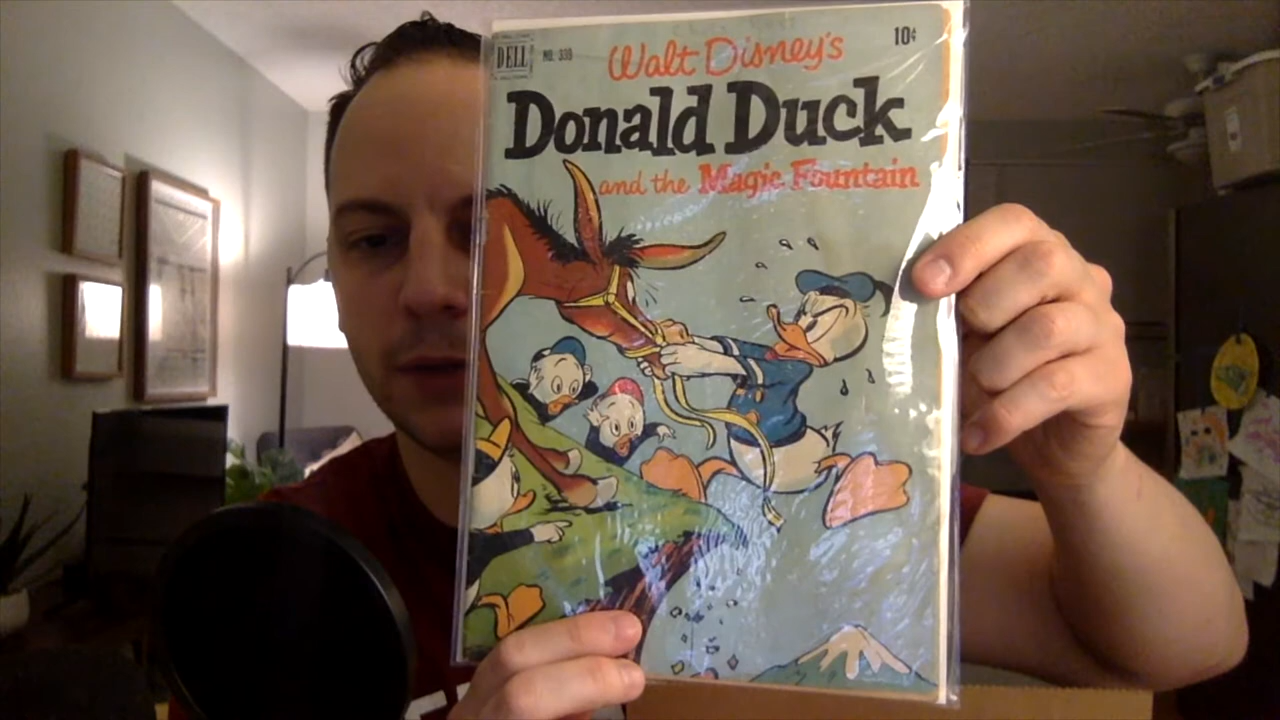 DELL
NO. 339
10¢
Walt Disney's
Donald Duck
and the Magic Fountain